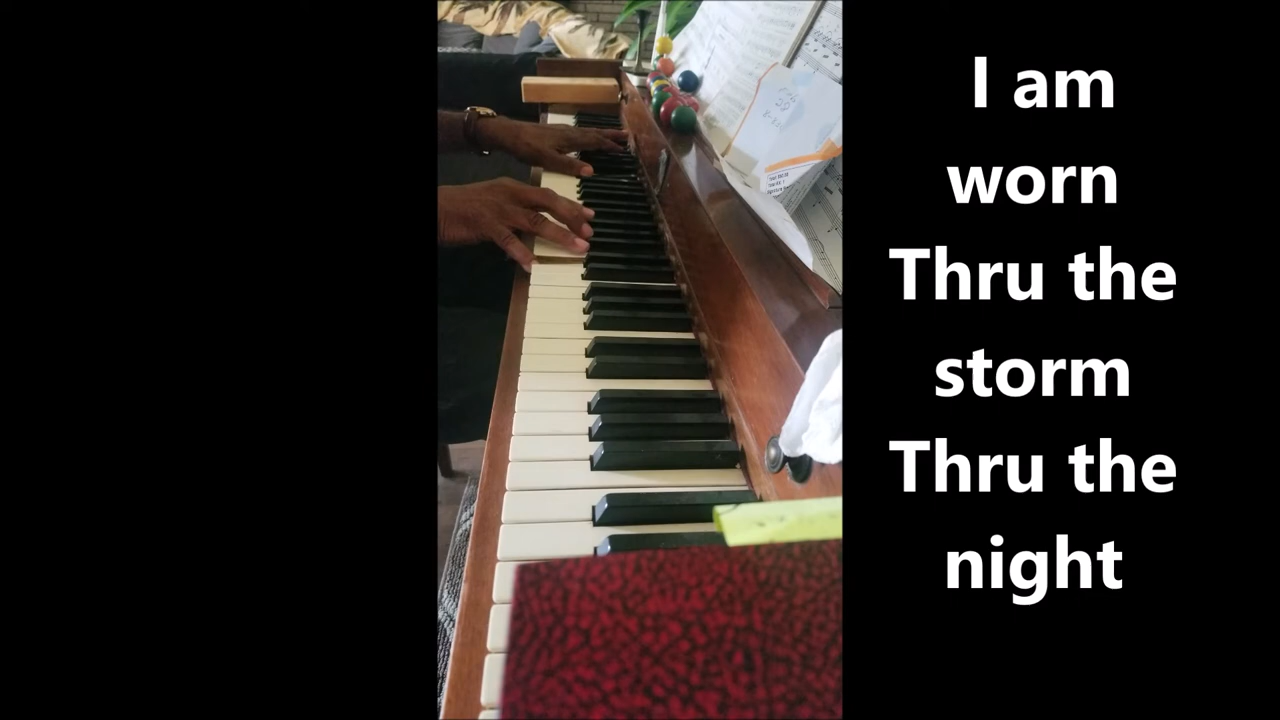 I am
worn
Thru the
storm
Thru the
night